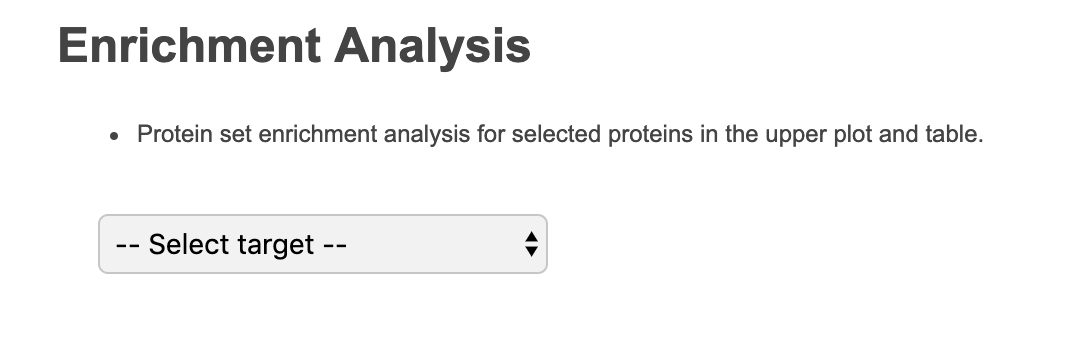 Enrichment Analysis
• Protein set enrichment analysis for selected proteins in the upper plot and table.
-- Select target --